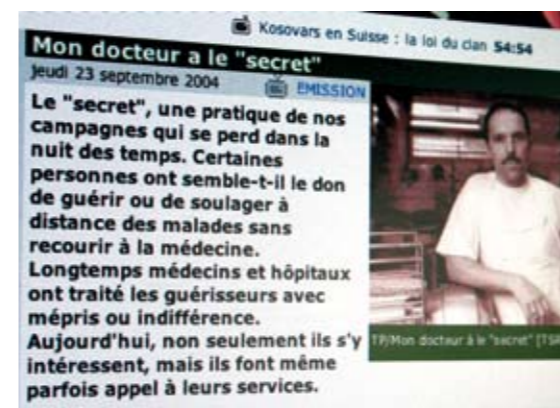 Kosovars en Suisse : la loi du clan 54:54
Mon docteur a le "secret"
Jeudi 23 septembre 2004
EMISSION
Le "secret", une pratique de nos
campagnes qui se perd dans la
nuit des temps. Certaines
personnes ont semble-t-il le don
de guérir ou de soulager à
distance des malades sans
recourir à la médecine.
Longtemps médecins et hôpitaux
ont traité les guérisseurs avec
mépris ou indifférence.
Aujourd'hui, non seulement ils s'y
intéressent, mais ils font même
parfois appel à leurs services.
TP/Mon docteur à le "secret" [TSR